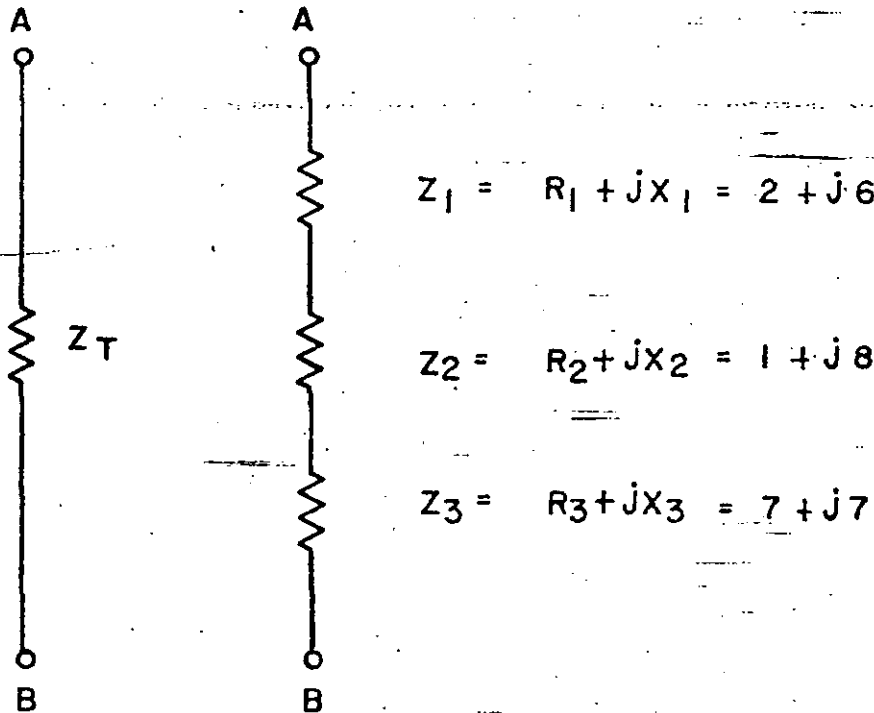 A A
Z1 = R1 + jX1 = 2 + j6
ZT
Z2 = R2 + jX2 = 1 + j8
Z3 = R3 + jX3 = 7 + j7
B B